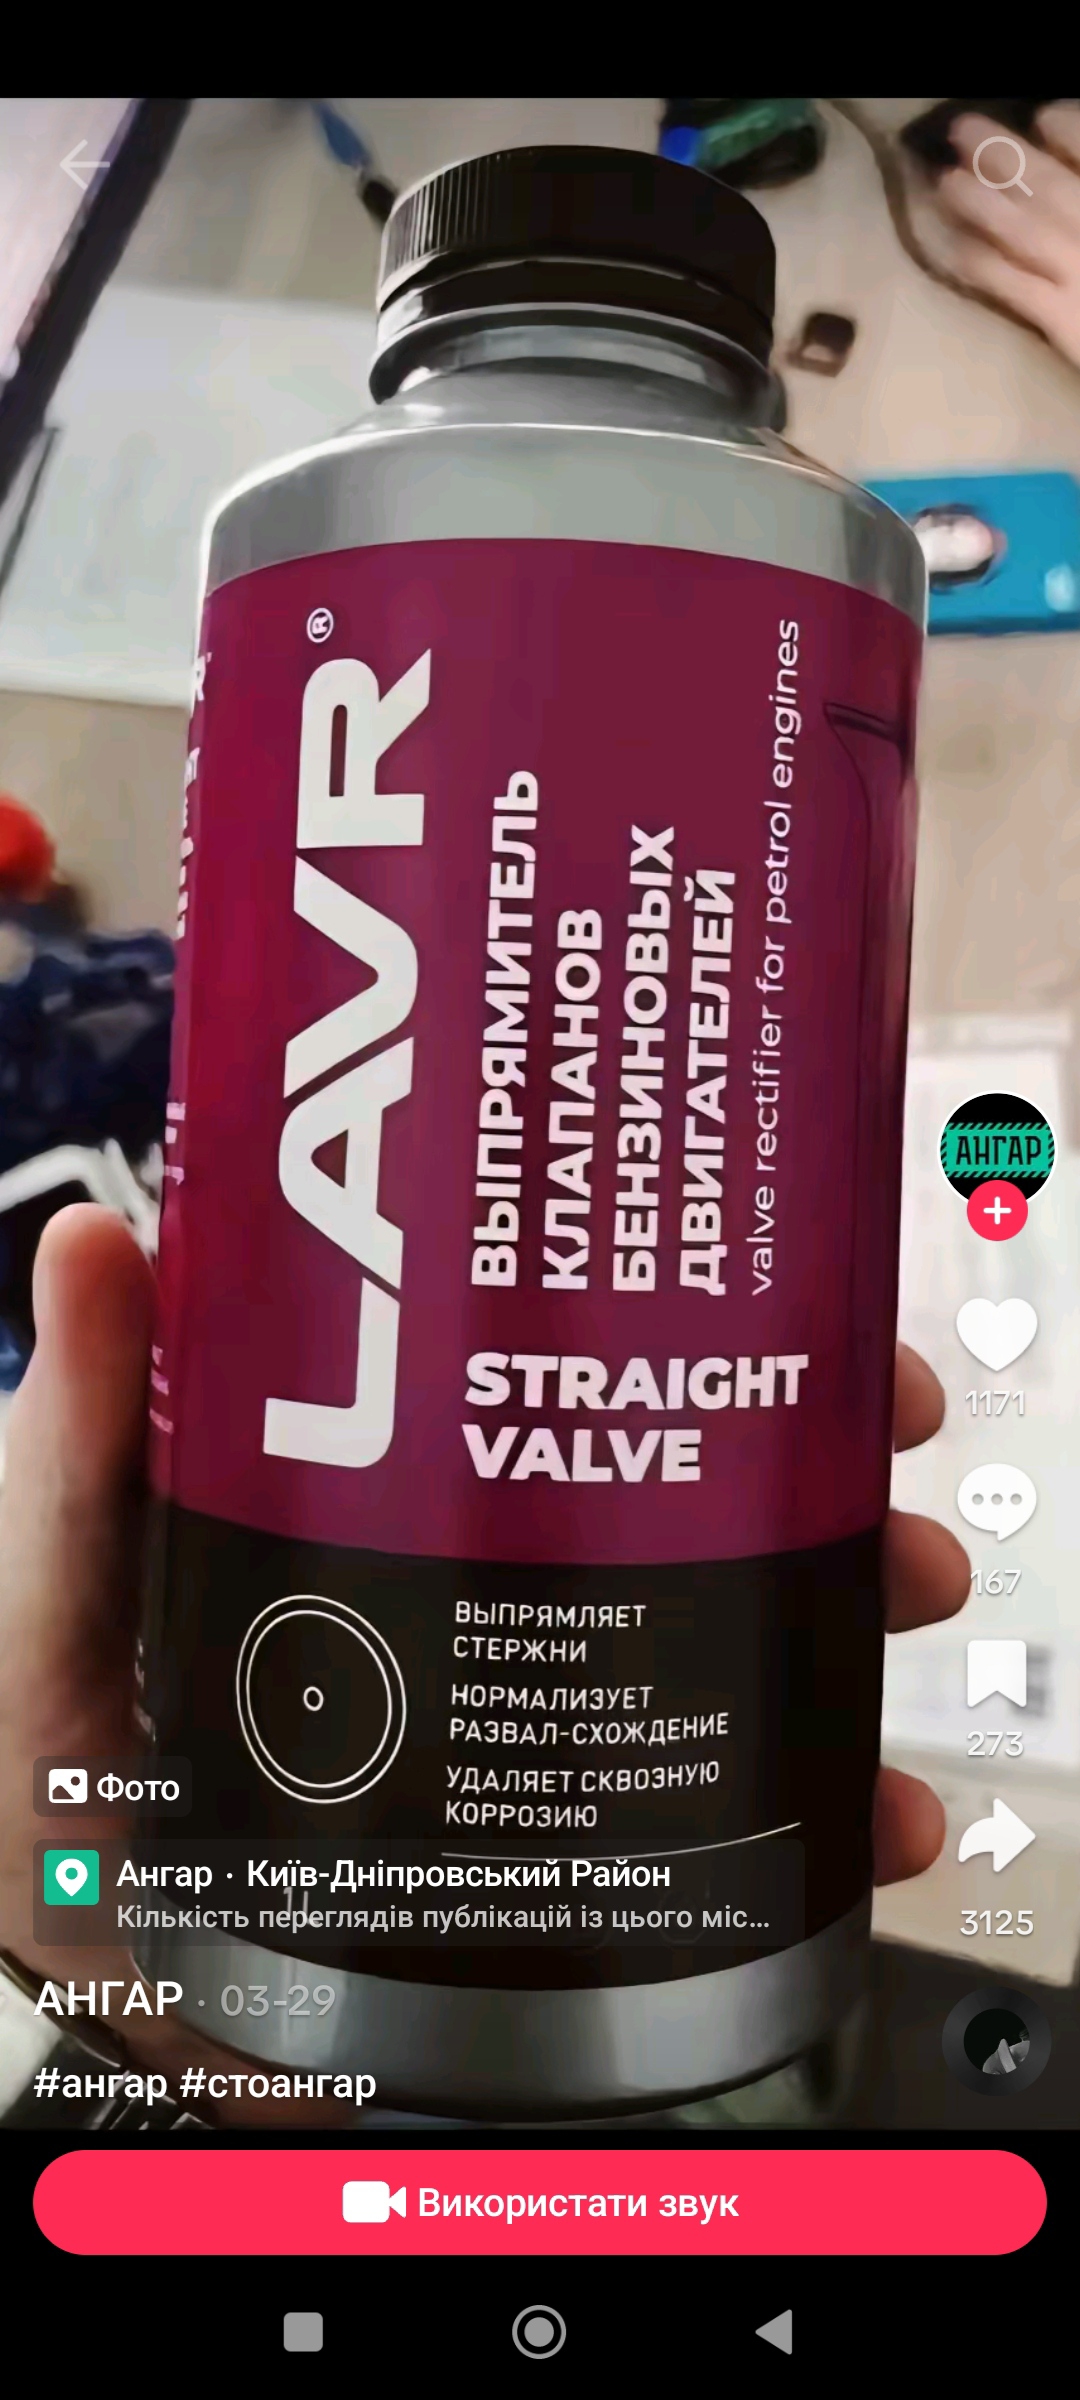 LAVR®
ВЫПРЯМИТЕЛЬ
КЛАПАНОВ
БЕНЗИНОВЫХ
ДВИГАТЕЛЕЙ
valve rectifier for petrol engines
STRAIGHT
VALVE
ВЫПРЯМЛЯЕТ
СТЕРЖНИ
НОРМАЛИЗУЕТ
РАЗВАЛ-СХОЖДЕНИЕ
УДАЛЯЕТ СКВОЗНУЮ
КОРРОЗИЮ
АНГАР
1171
167
273
3125
Фото
Ангар · Київ-Дніпровський Район
Кількість переглядів публікацій із цього міс...
АНГАР · 03-29
#ангар #стоангар
Використати звук